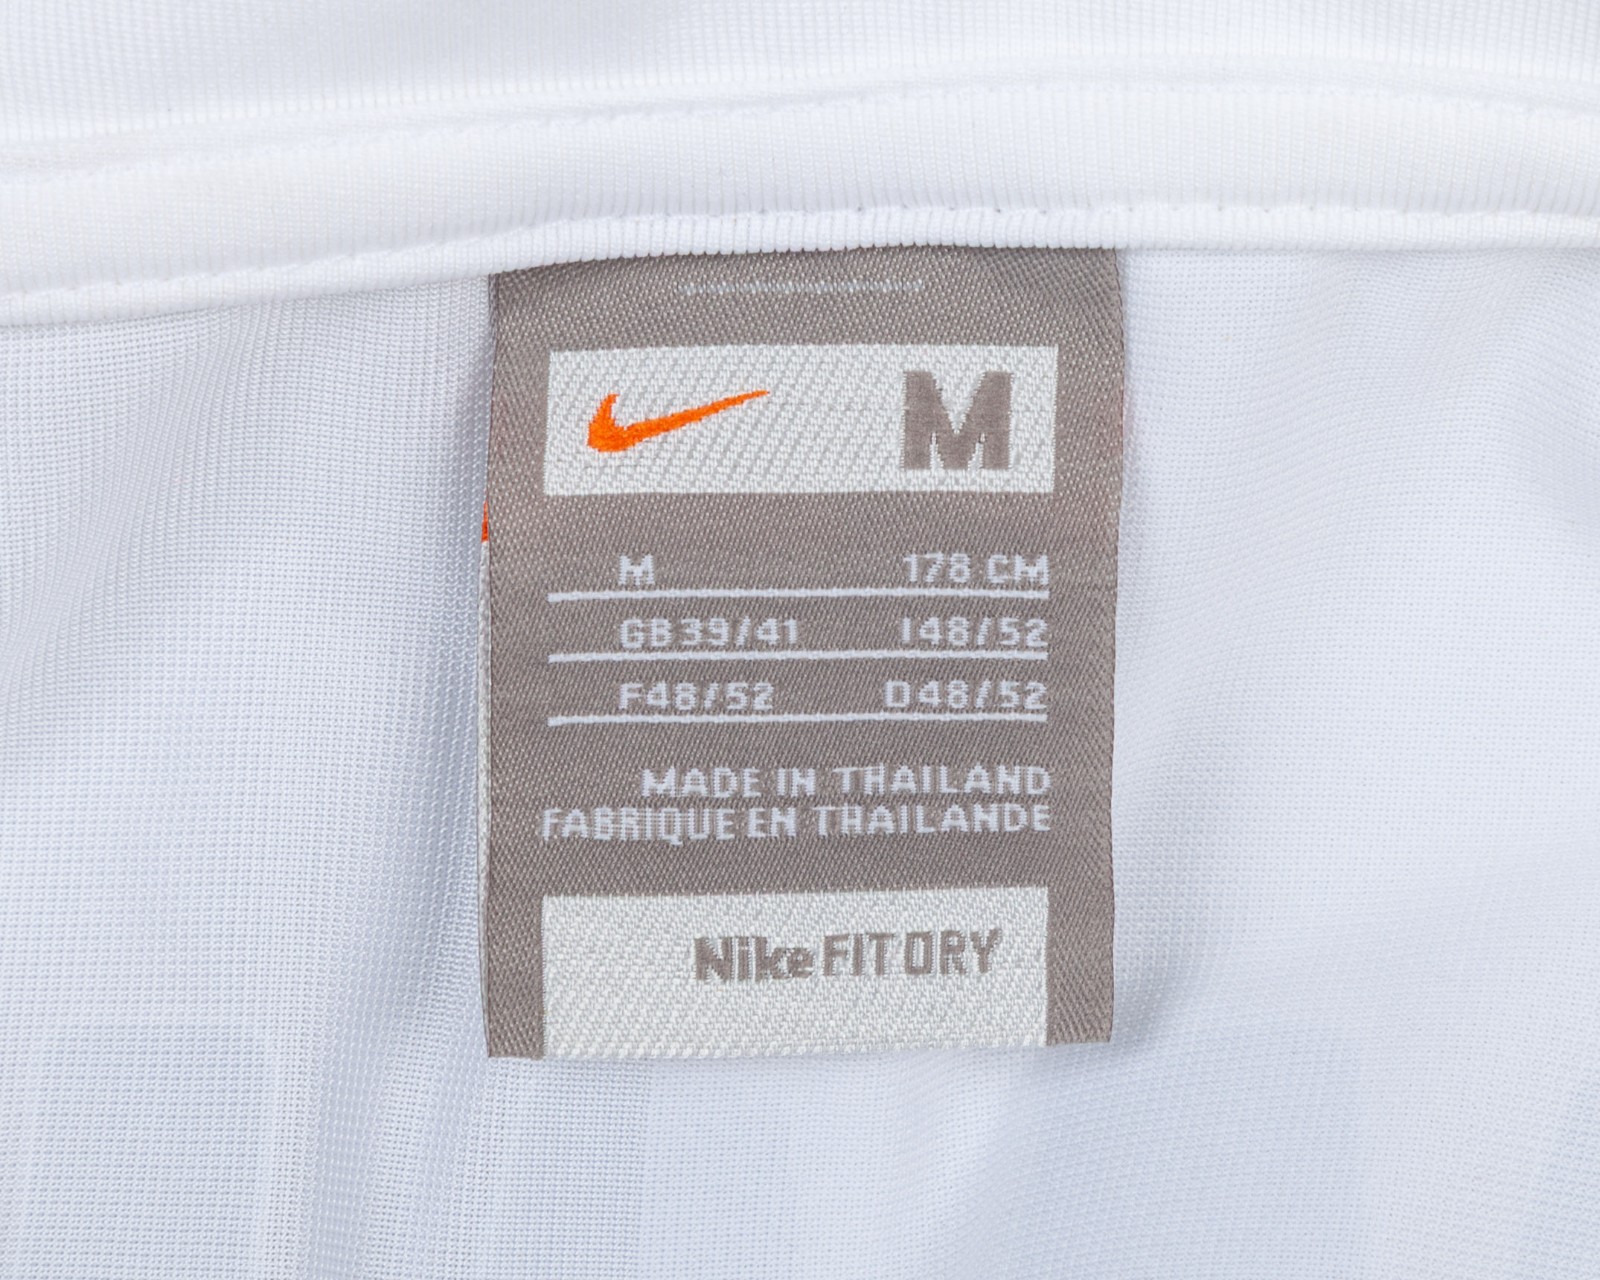 M
M 178 CM
GB39/41 I48/52
F48/52 D48/52
MADE IN THAILAND
FABRIQUE EN THAILANDE
Nike FIT DRY